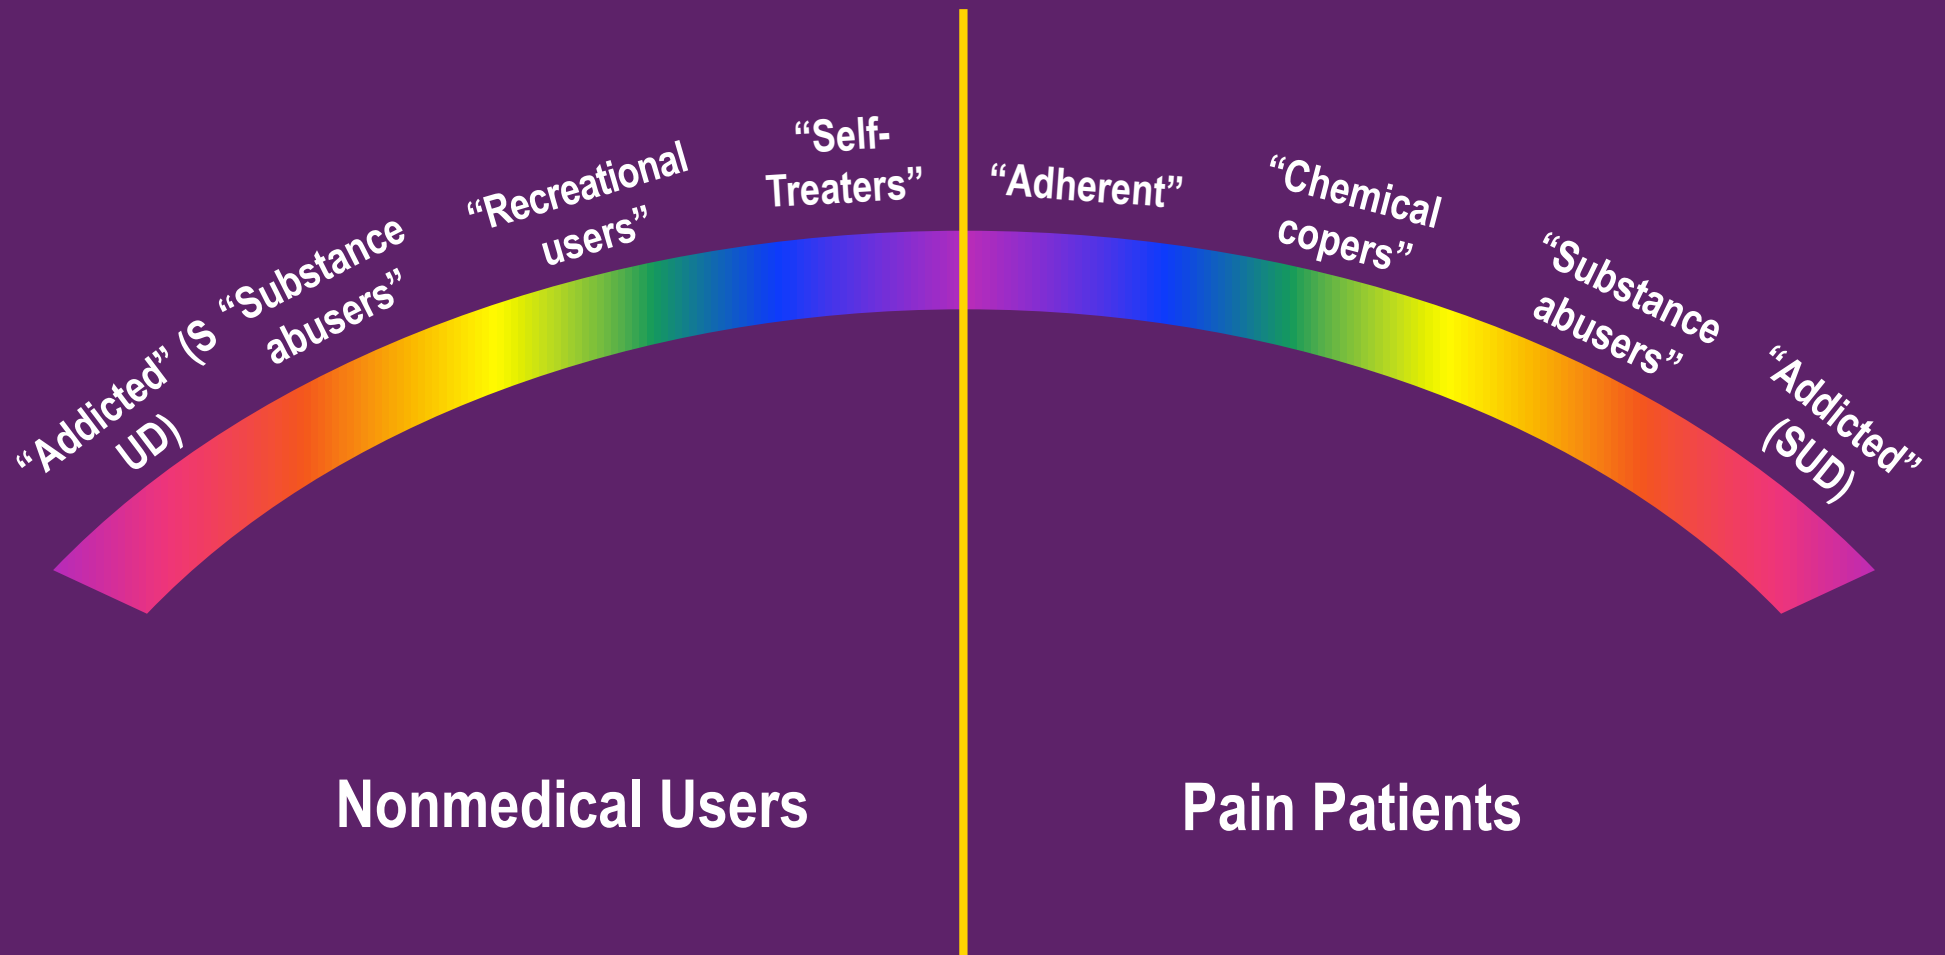 “Addicted” (S
UD)
“Substance
abusers”
“Recreational
users”
“Self-
Treaters”
“Adherent”
“Chemical
copers”
“Substance
abusers”
“Addicted”
(SUD)
Nonmedical Users
Pain Patients